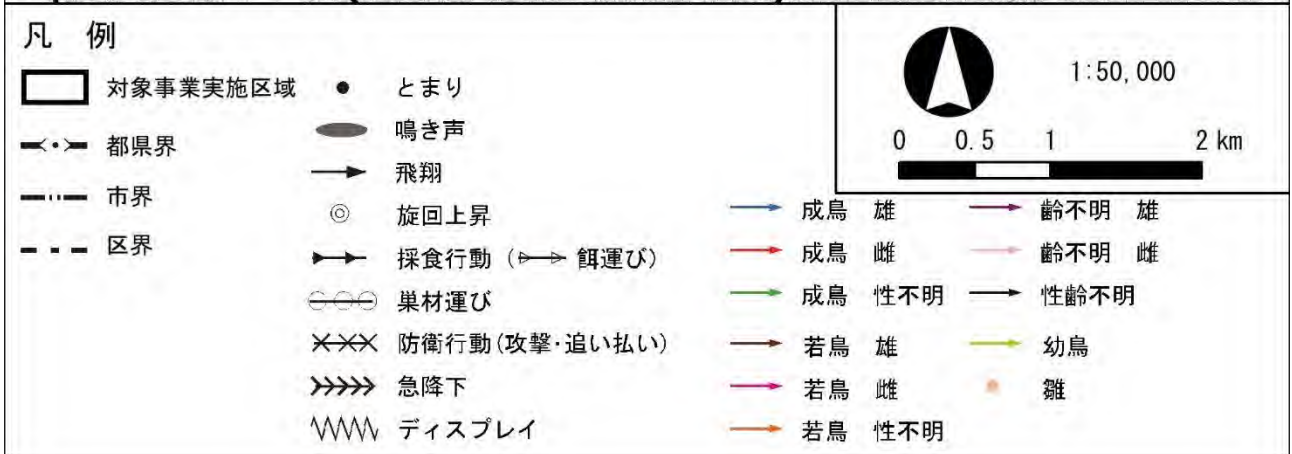 凡 例
対象事業実施区域
都県界
市界
区界
とまり
鳴き声
飛翔
旋回上昇
採食行動（ 餌運び）
巣材運び
防衛行動(攻撃・追い払い)
急降下
ディスプレイ
1:50,000
0 0.5 1 2 km
成鳥 雄
成鳥 雌
成鳥 性不明
若鳥 雄
若鳥 雌
若鳥 性不明
齢不明 雄
齢不明 雌
性齢不明
幼鳥
雛